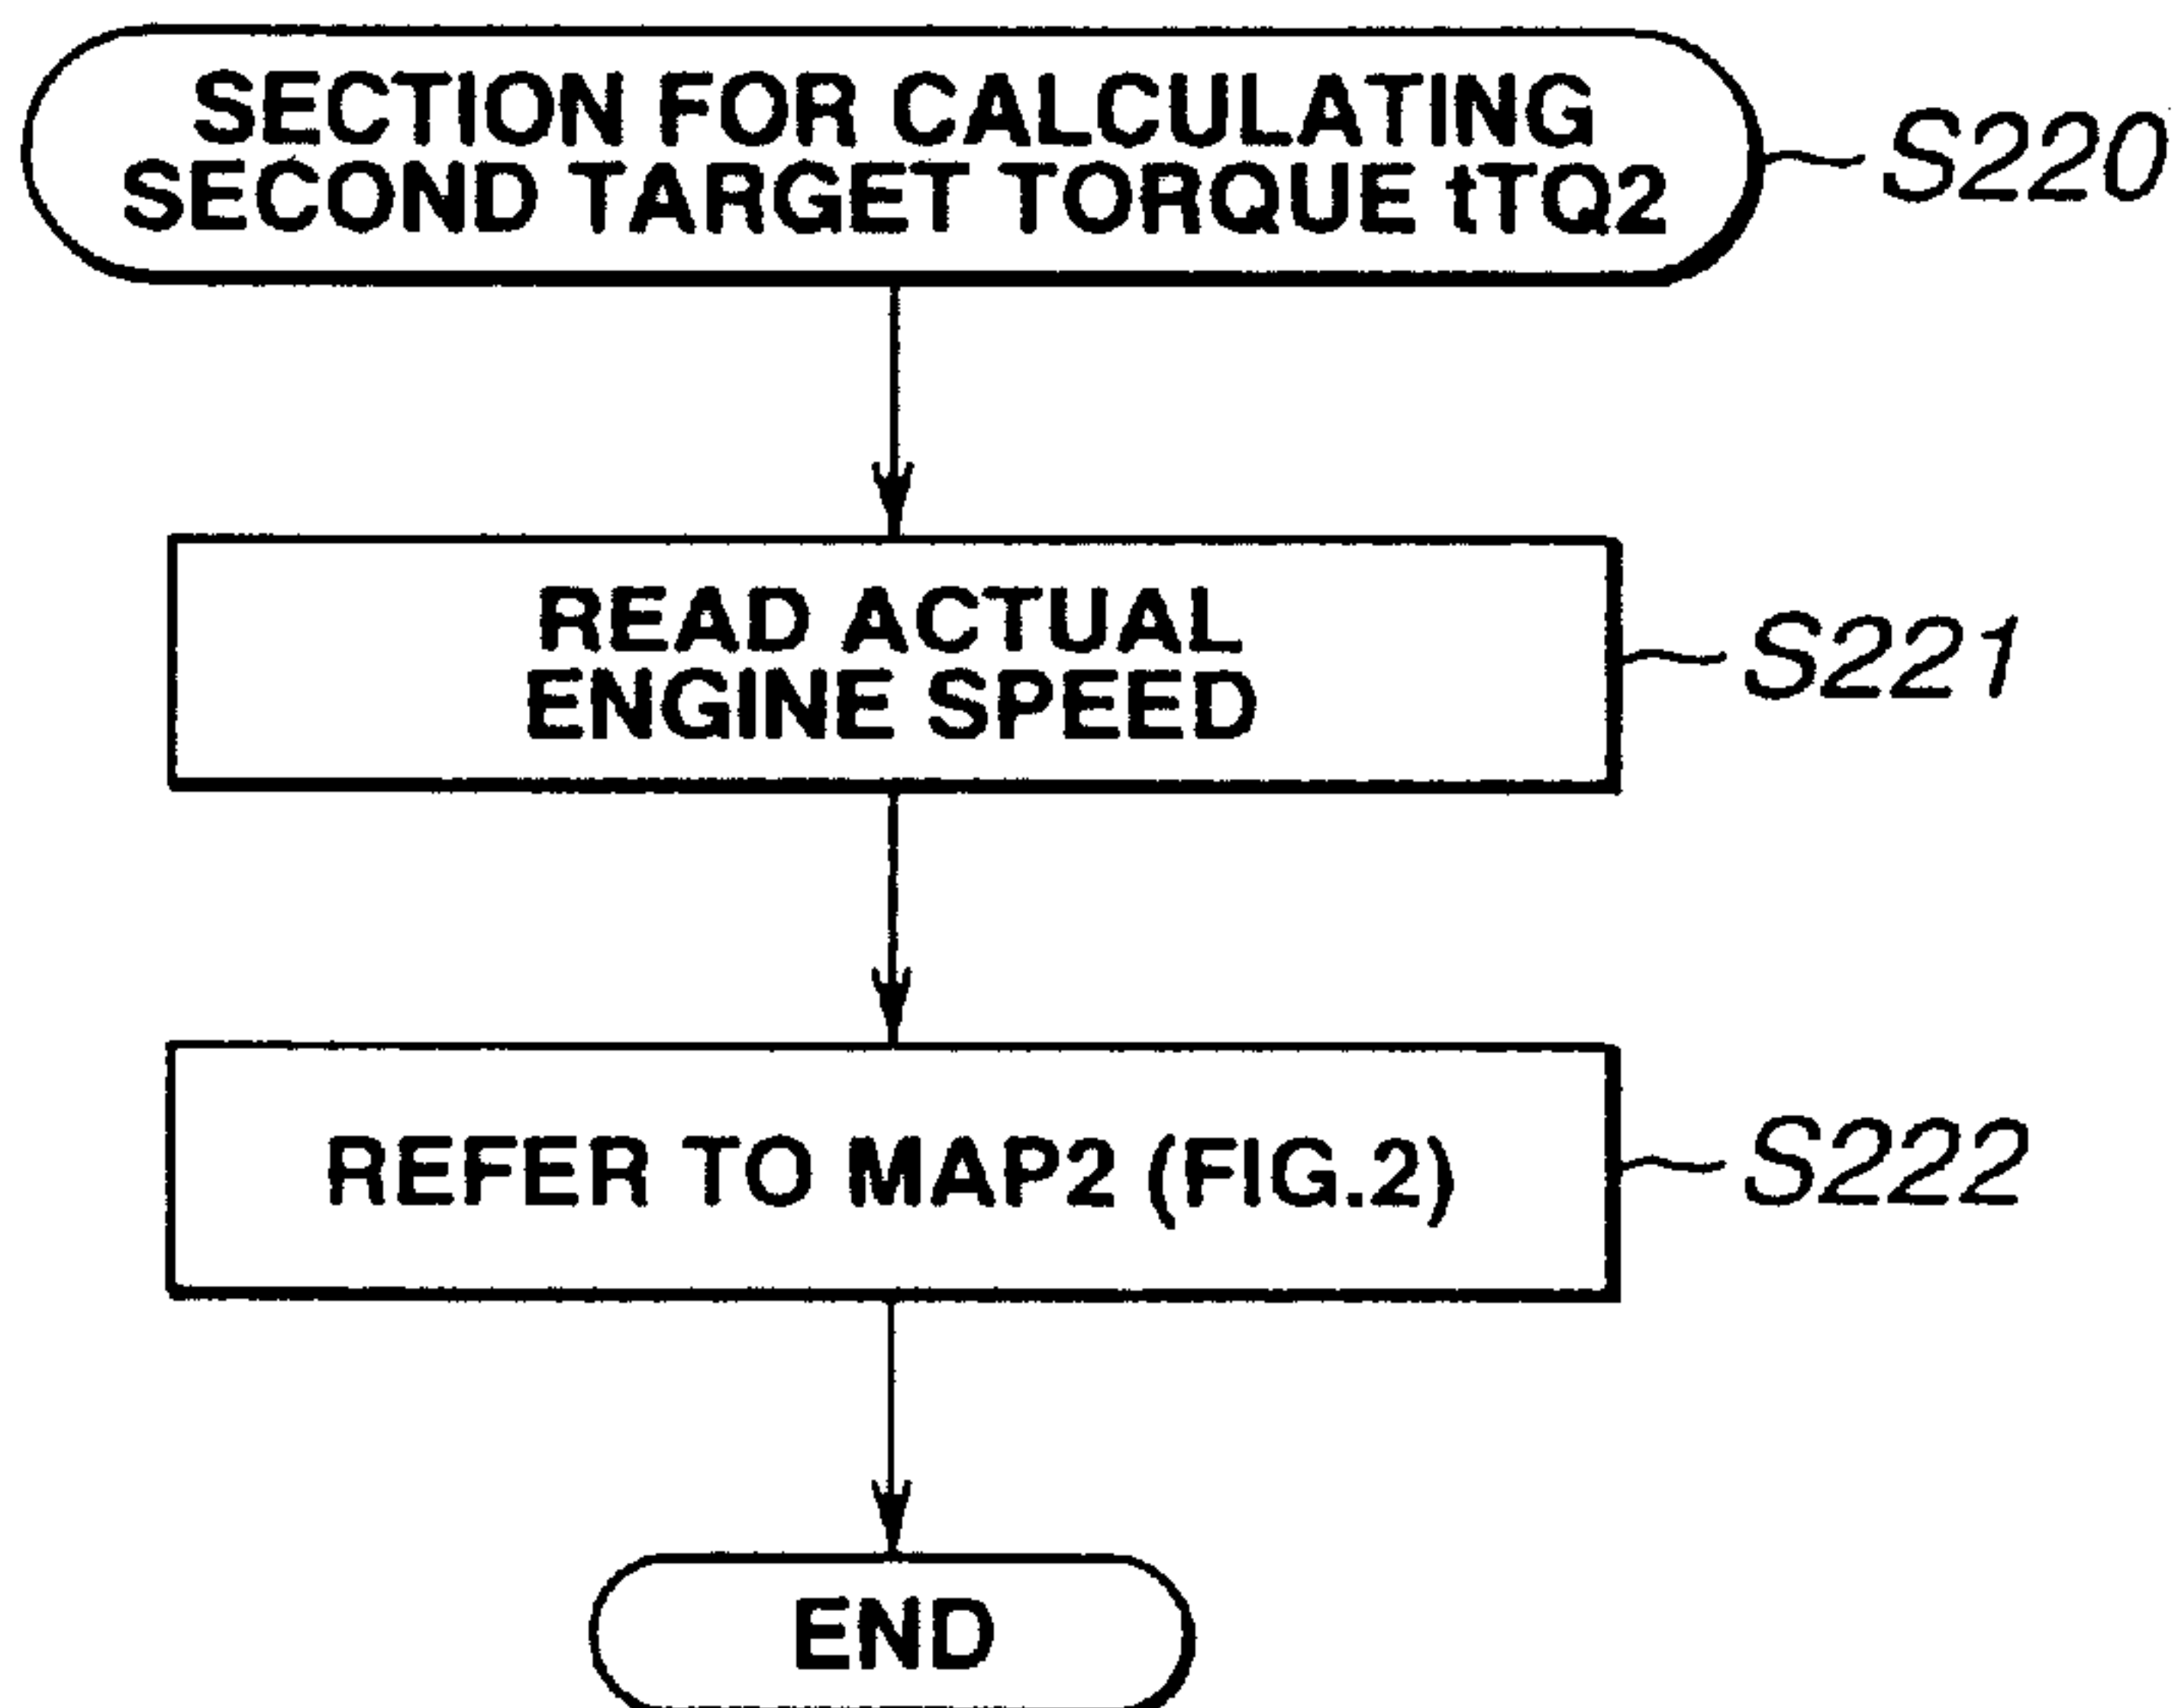 SECTION FOR CALCULATING
SECOND TARGET TORQUE tTQ2
S220
READ ACTUAL
ENGINE SPEED
S221
REFER TO MAP2 (FIG.2)
S222
END